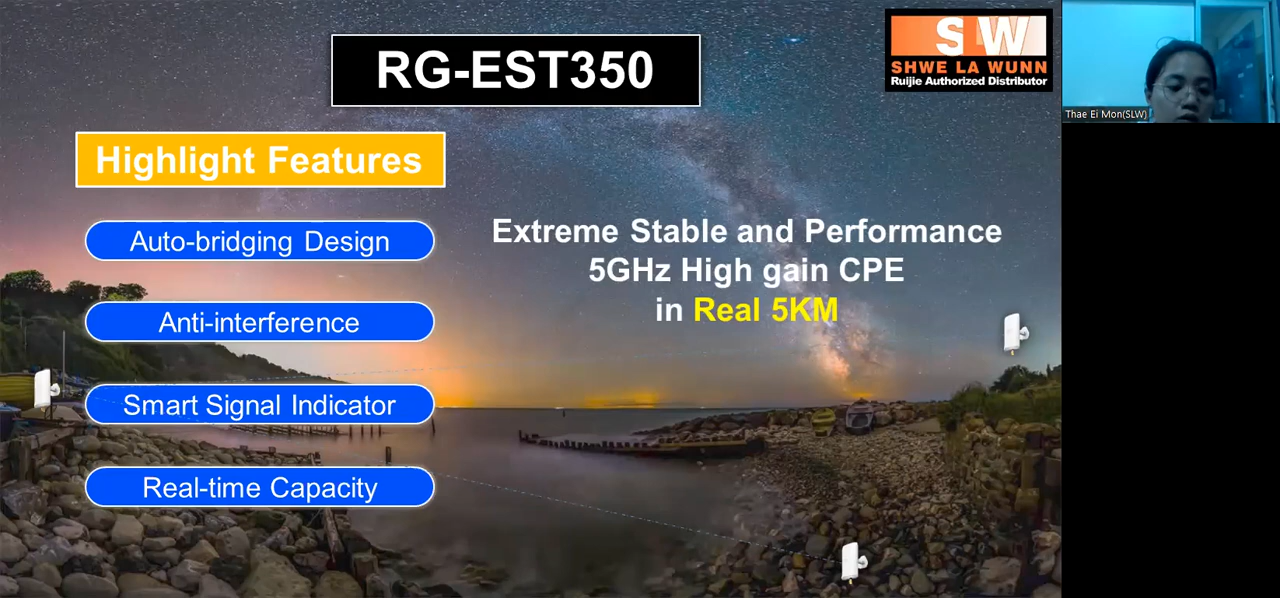 RG-EST350
S W
SHWE LA WUNN
Ruijie Authorized Distributor
Thae Ei Mon(SLW)
Highlight Features
Auto-bridging Design
Anti-interference
Smart Signal Indicator
Real-time Capacity
Extreme Stable and Performance
5GHz High gain CPE
in Real 5KM